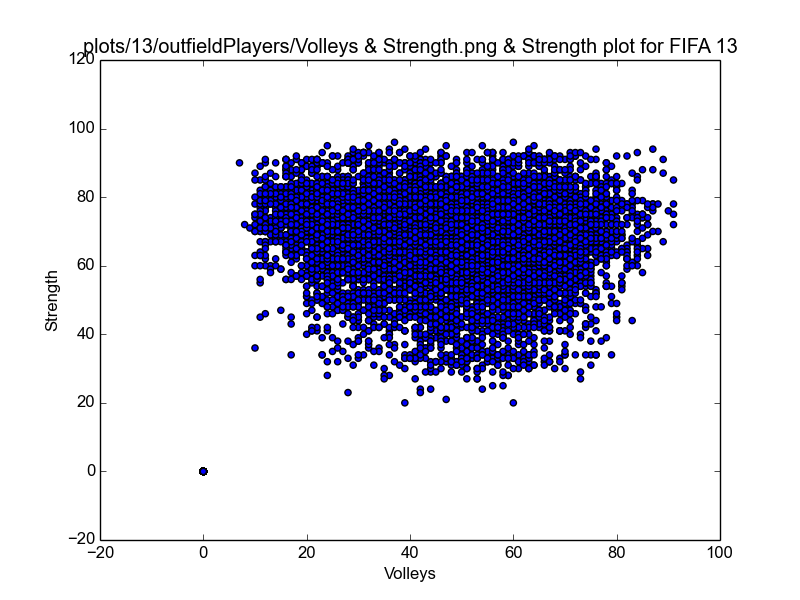 plots/13/outfieldPlayers/Volleys & Strength.png & Strength plot for FIFA 13
120
100
80
60
40
20
0
−20
Strength
−20 0 20 40 60 80 100
Volleys